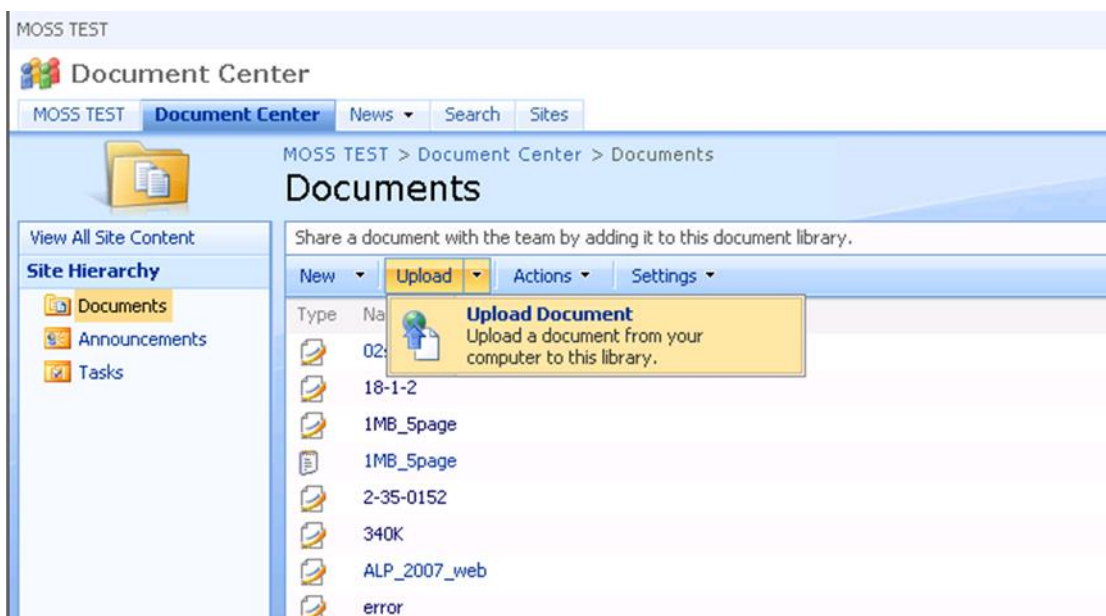 MOSS TEST
Document Center
MOSS TEST Document Center News Search Sites
MOSS TEST > Document Center > Documents
Documents
View All Site Content
Site Hierarchy
Documents
Announcements
Tasks
Share a document with the team by adding it to this document library.
New Upload Actions Settings
Upload Document
Upload a document from your
computer to this library.
Type
18-1-2
1MB_5page
1MB_5page
2-35-0152
340K
ALP_2007_web
error